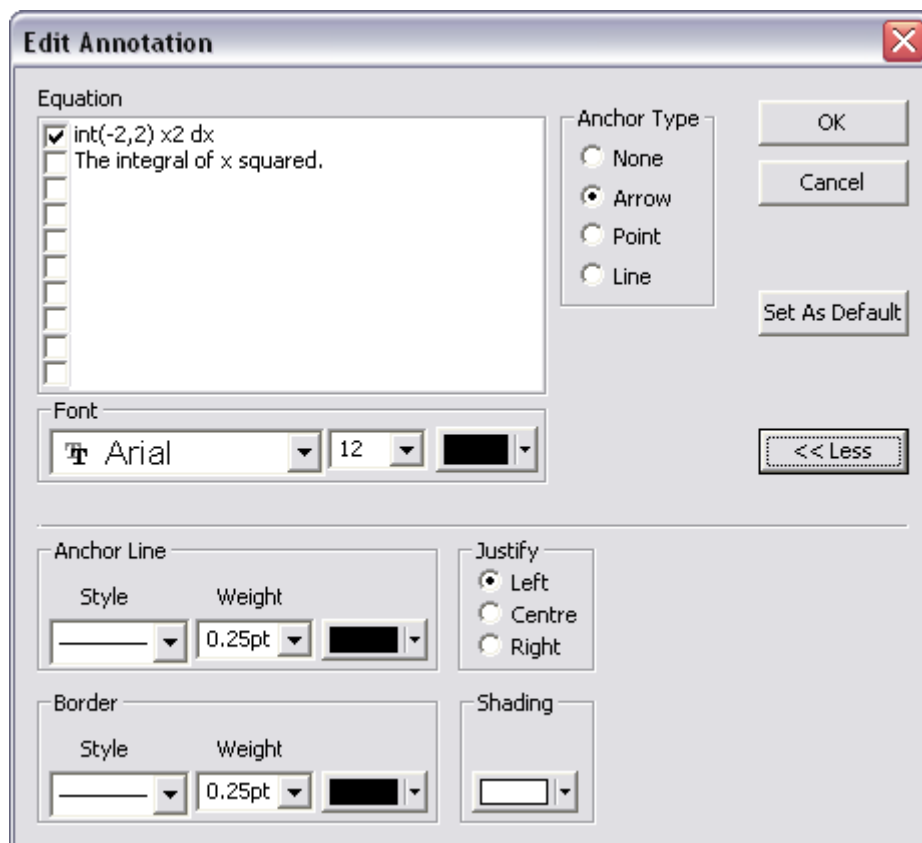 Edit Annotation
Equation
int(-2,2) x2 dx
The integral of x squared.
Anchor Type
None
Arrow
Point
Line
OK
Cancel
Set As Default
<< Less
Font
Arial
12
Anchor Line
Style
Weight
0.25pt
Justify
Left
Centre
Right
Border
Style
Weight
0.25pt
Shading